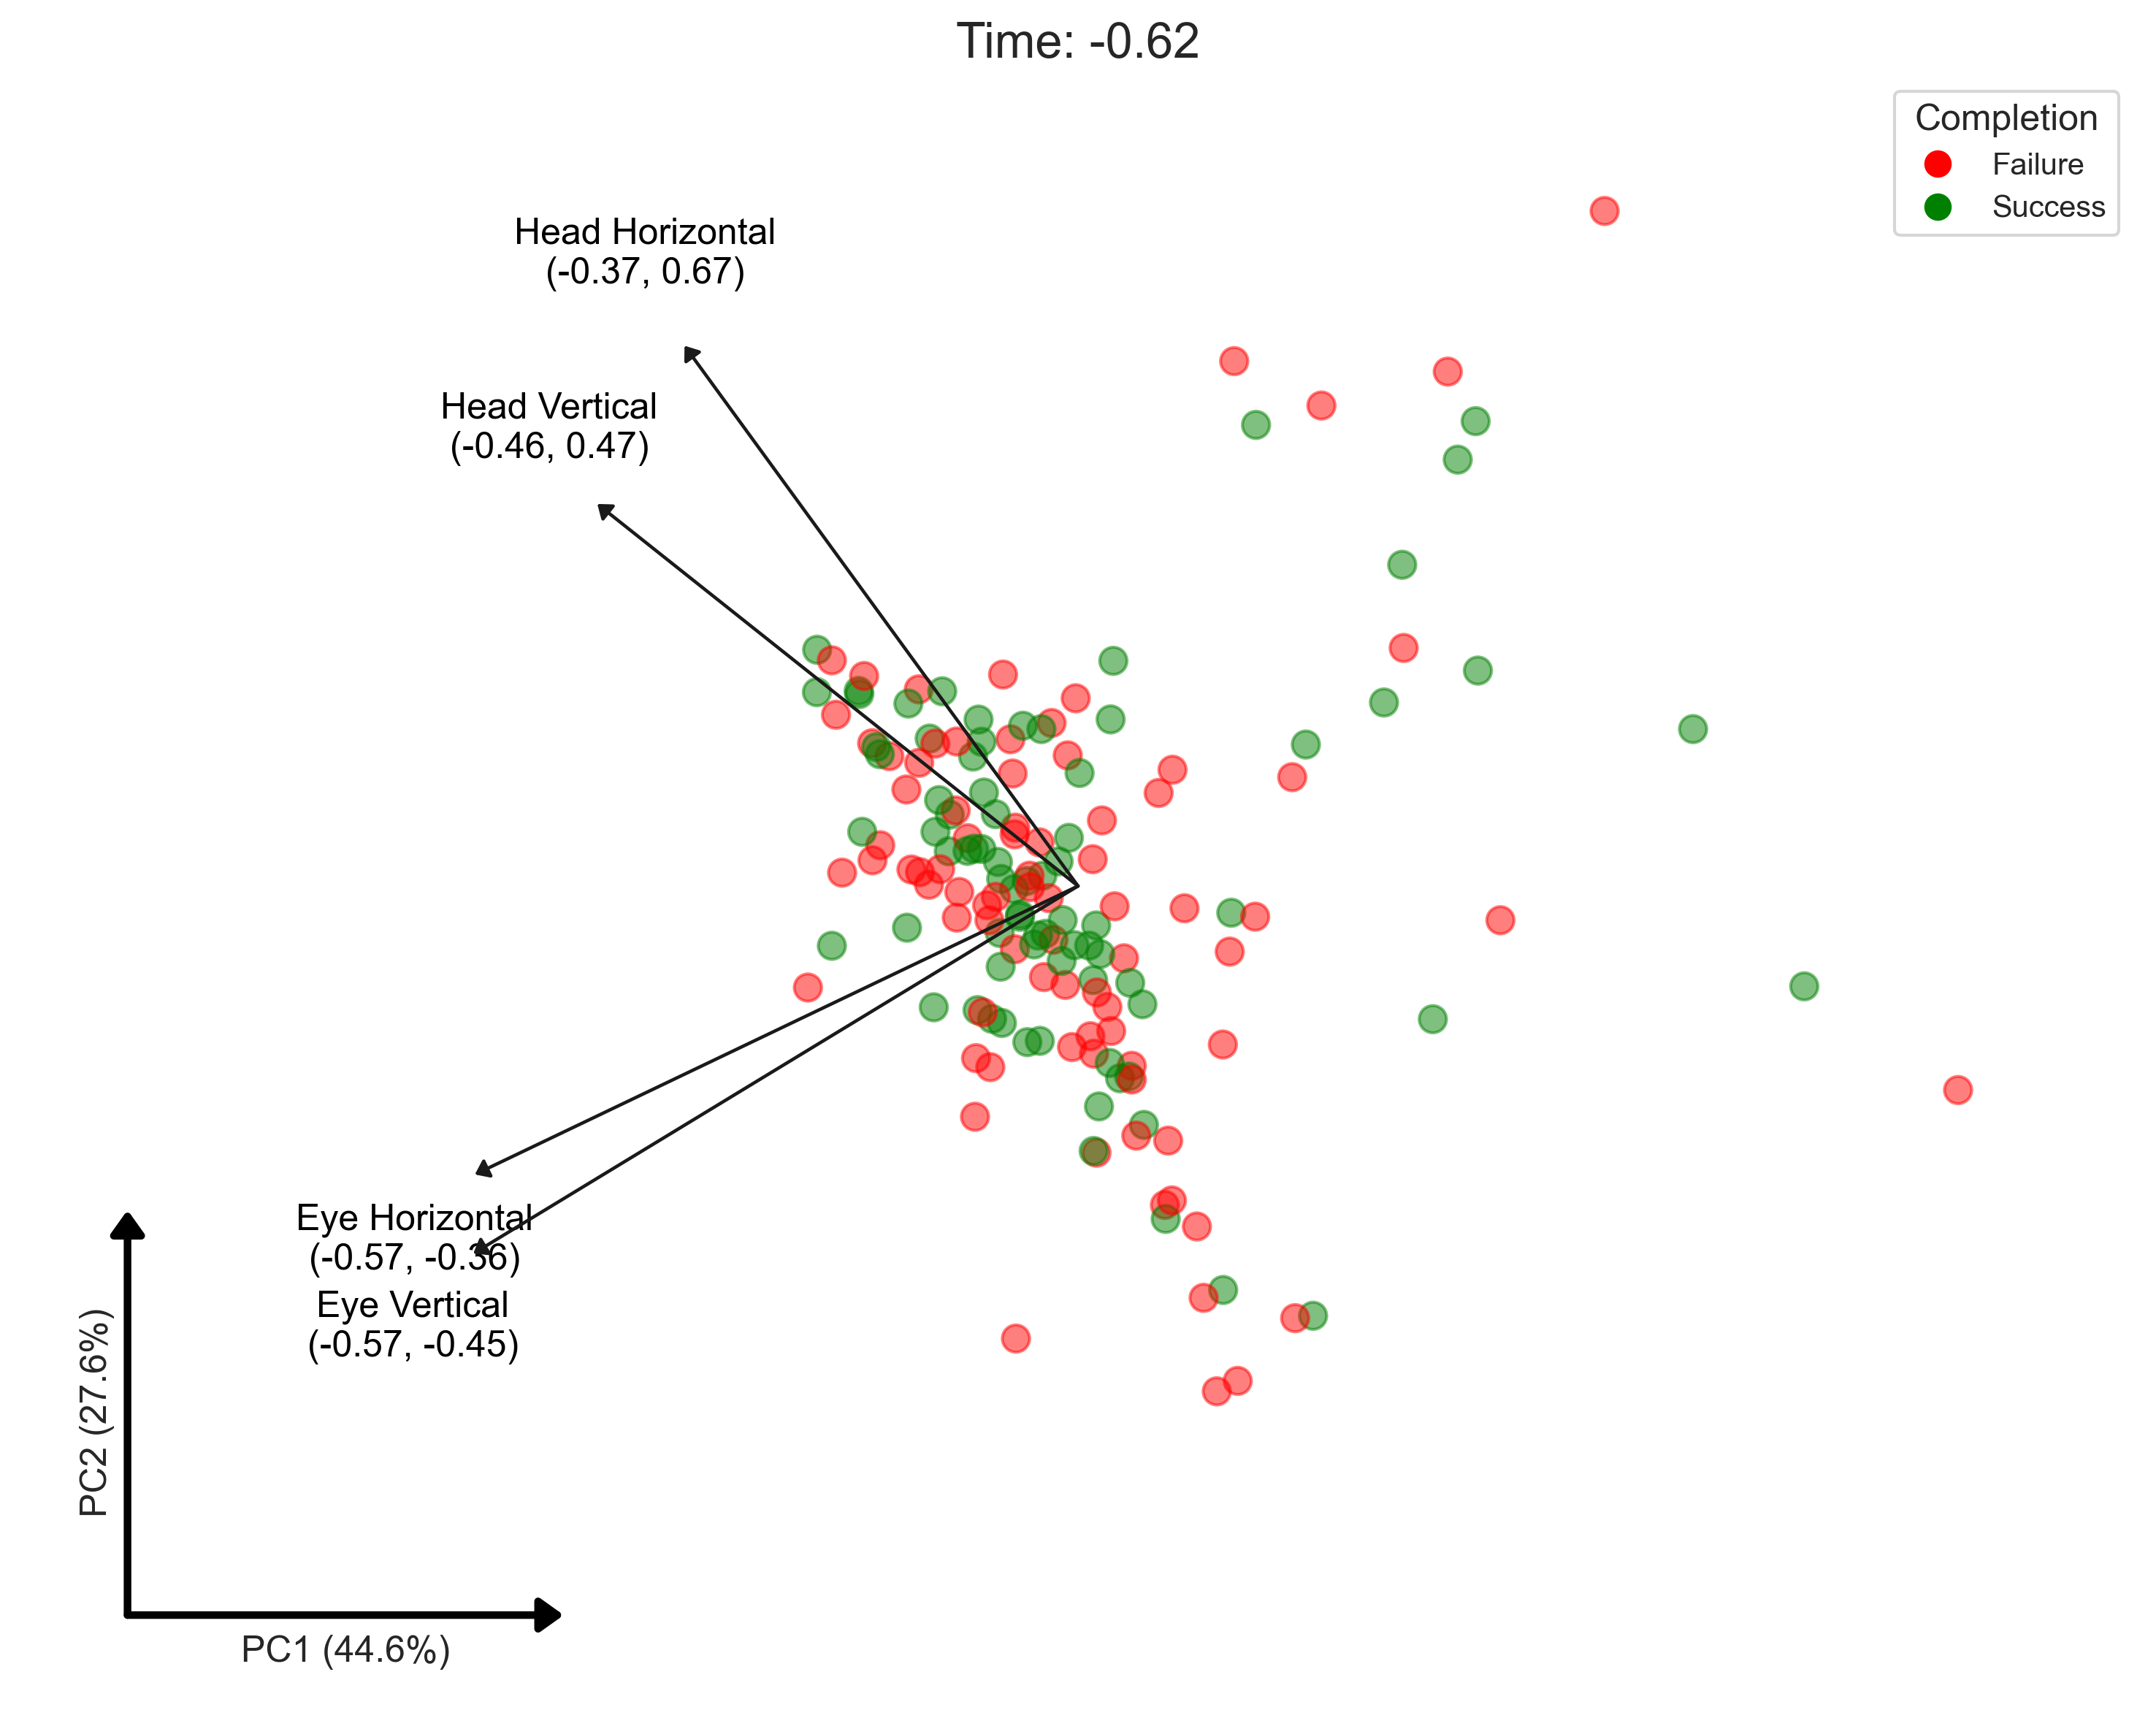 Time: -0.62
Completion
Failure
Success
Head Horizontal
(-0.37, 0.67)
Head Vertical
(-0.46, 0.47)
Eye Horizontal
(-0.57, -0.36)
Eye Vertical
(-0.57, -0.45)
PC2 (27.6%)
PC1 (44.6%)